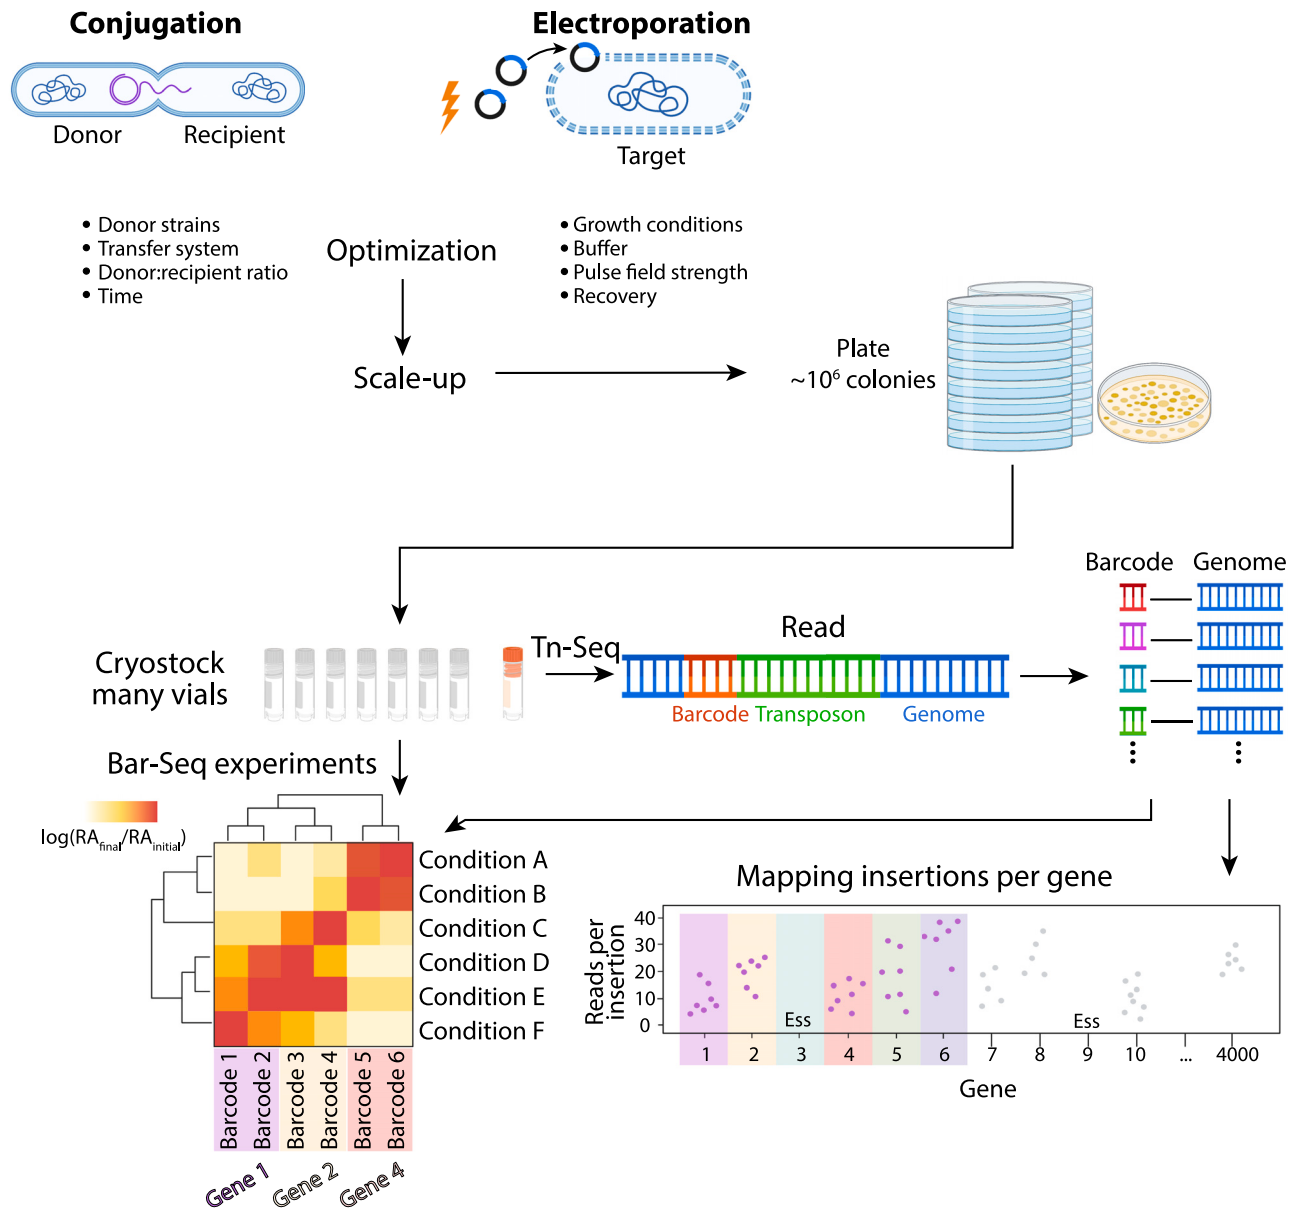 Conjugation
Electroporation
Donor
Recipient
Target
• Donor strains
• Transfer system
• Donor:recipient ratio
• Time
Optimization
• Growth conditions
• Buffer
• Pulse field strength
• Recovery
Scale-up
Plate
~10⁶ colonies
Cryostock
many vials
Tn-Seq
Read
Barcode Transposon Genome
Barcode Genome
Bar-Seq experiments
log(RAfinal/RAinitial)
Condition A
Condition B
Condition C
Condition D
Condition E
Condition F
Barcode 1
Barcode 2
Barcode 3
Barcode 4
Barcode 5
Barcode 6
Gene 1
Gene 2
Gene 4
Mapping insertions per gene
Reads per
insertion
40
30
20
10
0
Ess
Ess
1 2 3 4 5 6 7 8 9 10 ... 4000
Gene